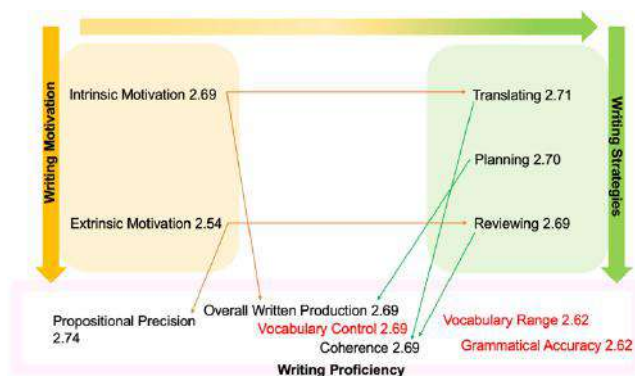 Writing Motivation
Intrinsic Motivation 2.69
Extrinsic Motivation 2.54
Translating 2.71
Planning 2.70
Reviewing 2.69
Writing Strategies
Propositional Precision
2.74
Overall Written Production 2.69
Vocabulary Control 2.69
Coherence 2.69
Vocabulary Range 2.62
Grammatical Accuracy 2.62
Writing Proficiency